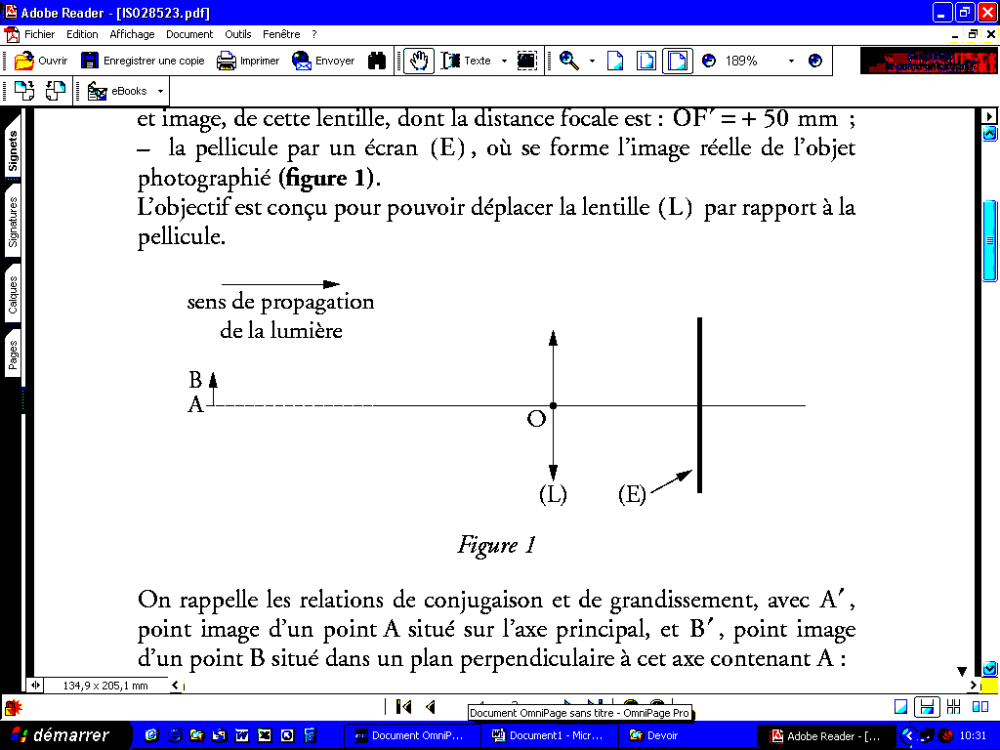 Adobe Reader - [ISO28523.pdf]
Fichier Edition Affichage Document Outils Fenêtre ?
Ouvrir Enregistrer une copie Imprimer Envoyer Texte 189%
eBooks
Signets
Signatures
Calques
Pages
et image, de cette lentille, dont la distance focale est : OF′ = + 50 mm ;
– la pellicule par un écran (E), où se forme l'image réelle de l'objet
photographié (figure 1).
L'objectif est conçu pour pouvoir déplacer la lentille (L) par rapport à la
pellicule.
sens de propagation
de la lumière
B
A
O
(L)
(E)
Figure 1
On rappelle les relations de conjugaison et de grandissement, avec A′,
point image d'un point A situé sur l'axe principal, et B′, point image
d'un point B situé dans un plan perpendiculaire à cet axe contenant A :
134,9 x 205,1 mm
Document OmniPage sans titre - OmniPage Pro
démarrer Document OmniP... Document1 - Micr... Devoir Adobe Reader - [... 10:31